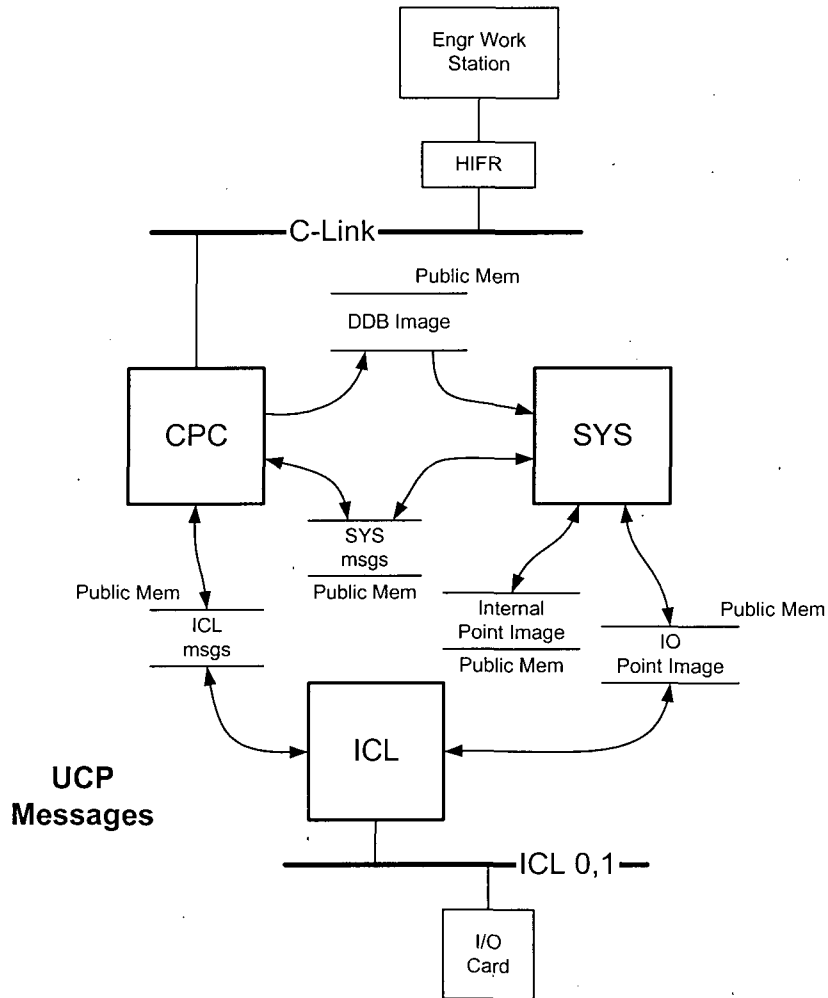 Engr Work
Station
HIFR
C-Link
Public Mem
DDB Image
CPC
SYS
SYS
msgs
Public Mem
Public Mem
ICL
msgs
Internal
Point Image
Public Mem
Public Mem
IO
Point Image
ICL
UCP
Messages
ICL 0,1
I/O
Card